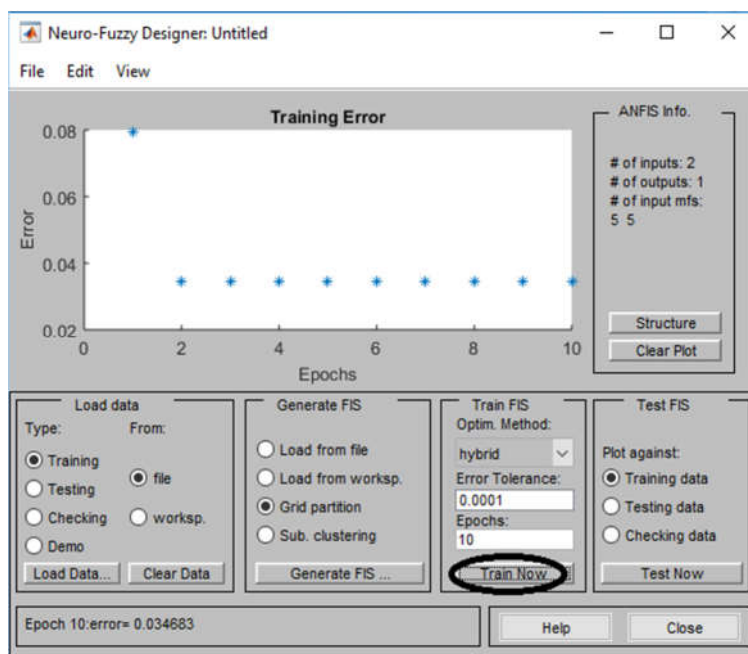 Neuro-Fuzzy Designer: Untitled
File Edit View
Training Error
0.08
0.06
0.04
0.02
Error
0 2 4 6 8 10
Epochs
ANFIS Info.
# of inputs: 2
# of outputs: 1
# of input mfs:
5 5
Structure
Clear Plot
Load data
Type: From:
Training
Testing
Checking
Demo
file
worksp.
Load Data... Clear Data
Generate FIS
Load from file
Load from worksp.
Grid partition
Sub. clustering
Generate FIS ...
Train FIS
Optim. Method:
hybrid
Error Tolerance:
0.0001
Epochs:
10
Train Now
Test FIS
Plot against:
Training data
Testing data
Checking data
Test Now
Epoch 10:error= 0.034683
Help Close